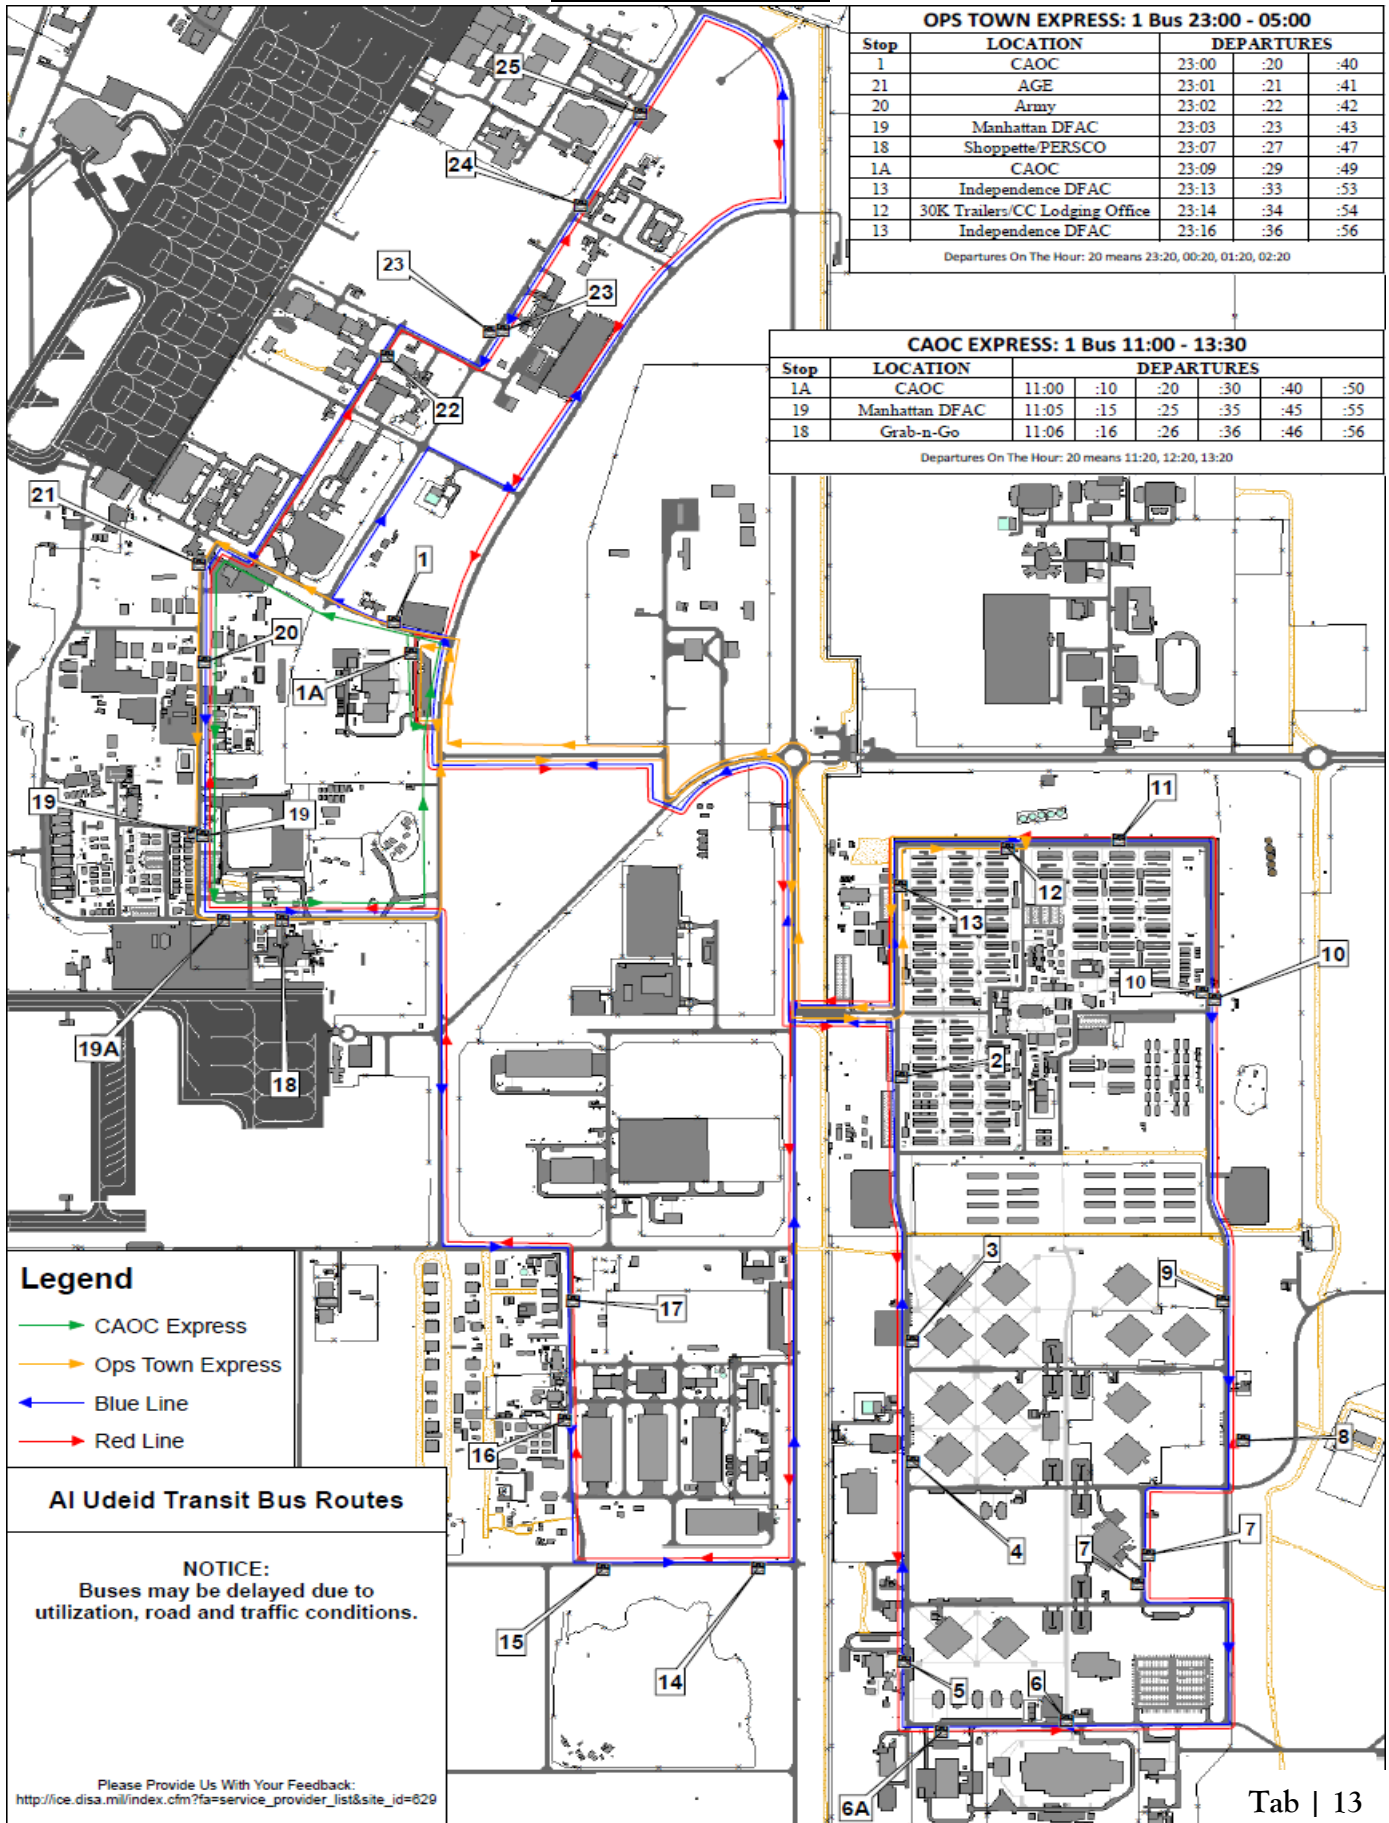 OPS TOWN EXPRESS: 1 Bus 23:00 - 05:00
Stop LOCATION DEPARTURES
1 CAOC 23:00 :20 :40
21 AGE 23:01 :21 :41
20 Army 23:02 :22 :42
19 Manhattan DFAC 23:03 :23 :43
18 Shoppette/PERSCO 23:07 :27 :47
1A CAOC 23:09 :29 :49
13 Independence DFAC 23:13 :33 :53
12 30K Trailers/CC Lodging Office 23:14 :34 :54
13 Independence DFAC 23:16 :36 :56
Departures On The Hour: 20 means 23:20, 00:20, 01:20, 02:20
CAOC EXPRESS: 1 Bus 11:00 - 13:30
Stop LOCATION DEPARTURES
1A CAOC 11:00 :10 :20 :30 :40 :50
19 Manhattan DFAC 11:05 :15 :25 :35 :45 :55
18 Grab-n-Go 11:06 :16 :26 :36 :46 :56
Departures On The Hour: 20 means 11:20, 12:20, 13:20
25
24
23
23
22
21
1
20
1A
19
19
11
12
13
10
10
19A
18
2
3
9
17
16
8
4
7
7
15
14
5
6
6A
Legend
CAOC Express
Ops Town Express
Blue Line
Red Line
Al Udeid Transit Bus Routes
NOTICE:
Buses may be delayed due to
utilization, road and traffic conditions.
Please Provide Us With Your Feedback:
http://ice.disa.mil/index.cfm?fa=service_provider_list&site_id=629
Tab | 13